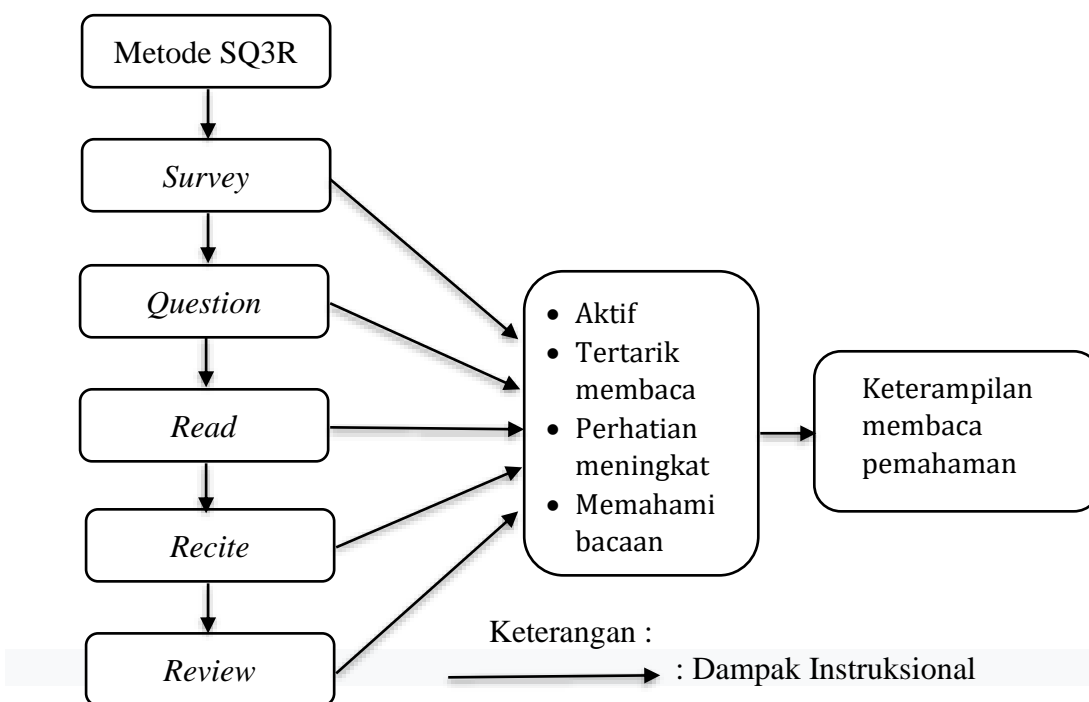 Metode SQ3R
Survey
Question
Read
Recite
Review
• Aktif
• Tertarik
membaca
• Perhatian
meningkat
• Memahami
bacaan
Keterampilan
membaca
pemahaman
Keterangan :
: Dampak Instruksional